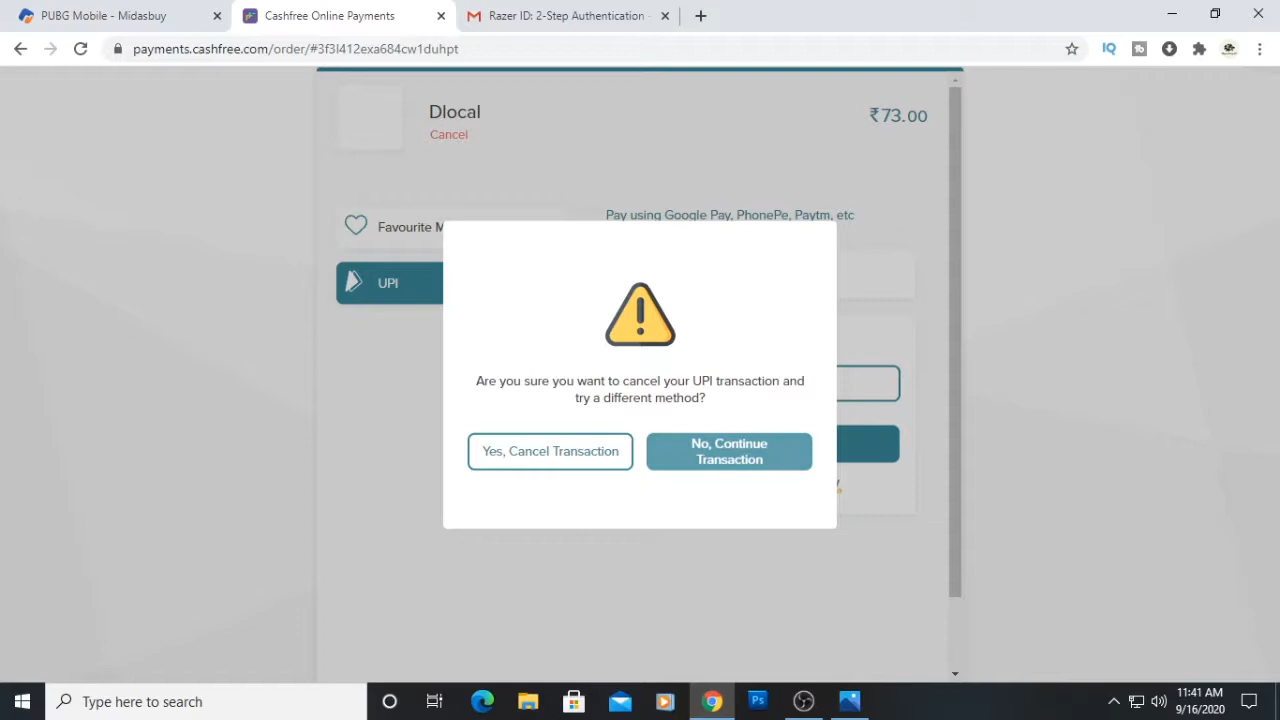 PUBG Mobile - Midasbuy
Cashfree Online Payments
Razer ID: 2-Step Authentication -
payments.cashfree.com/order/#3f3l412exa684cw1duhpt
IQ
Dlocal
₹73.00
Cancel
Pay using Google Pay, PhonePe, Paytm, etc
Favourite M
UPI
Are you sure you want to cancel your UPI transaction and
try a different method?
Yes, Cancel Transaction
No, Continue
Transaction
Type here to search
Ps
11:41 AM
9/16/2020